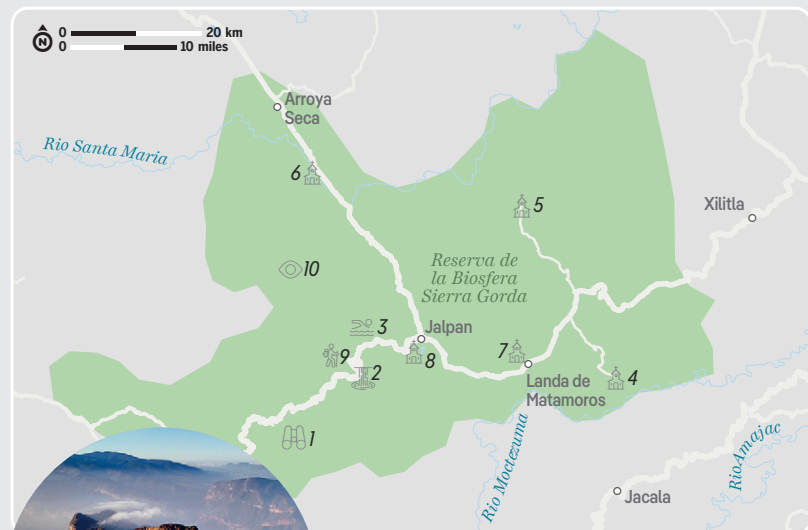 N
0 20 km
0 10 miles
Arroya
Seca
Rio Santa Maria
6
5
Xilitla
Reserva de
la Biosfera
Sierra Gorda
10
3
Jalpan
9
8
7
2
4
Landa de
Matamoros
1
Rio Moctezuma
RioAmajac
Jacala